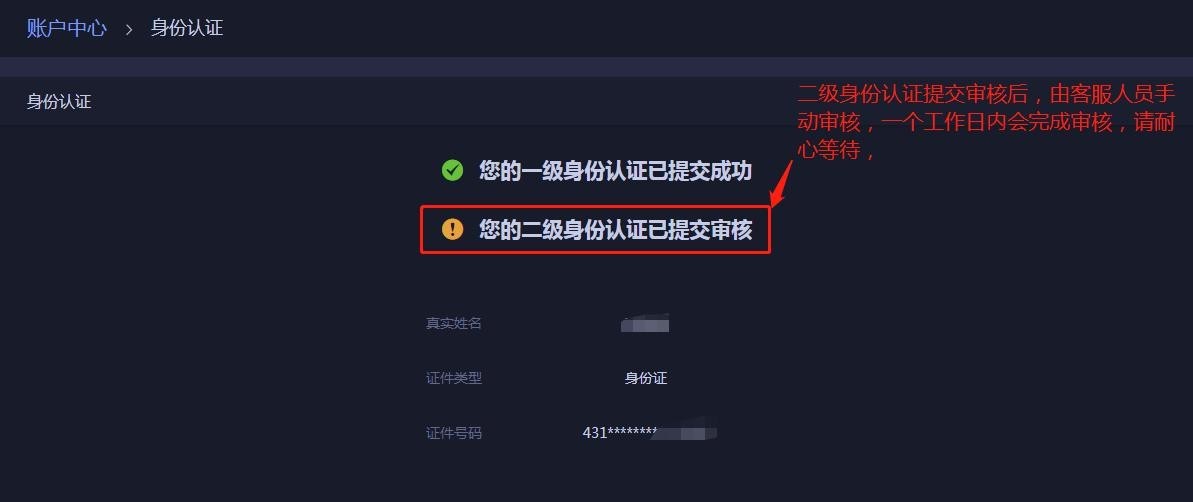 账户中心 > 身份认证
身份认证
二级身份认证提交审核后，由客服人员手
动审核，一个工作日内会完成审核，请耐
心等待，
您的一级身份认证已提交成功
您的二级身份认证已提交审核
真实姓名
证件类型 身份证
证件号码 431********